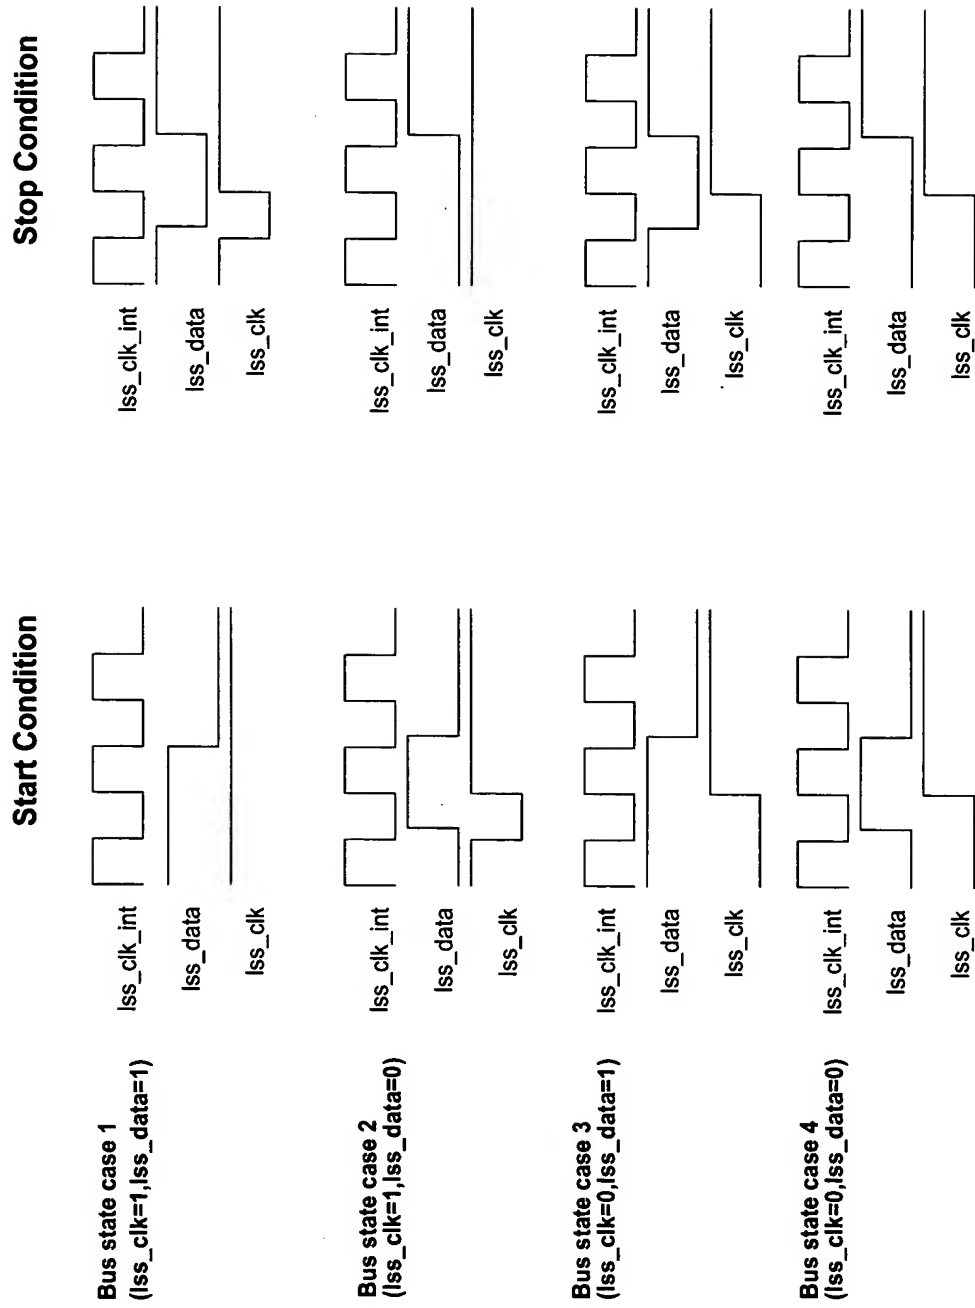 Start Condition
Stop Condition
Bus state case 1
(lss_clk=1,lss_data=1)
lss_clk_int
lss_data
lss_clk
lss_clk_int
lss_data
lss_clk
Bus state case 2
(lss_clk=1,lss_data=0)
lss_clk_int
lss_data
lss_clk
lss_clk_int
lss_data
lss_clk
Bus state case 3
(lss_clk=0,lss_data=1)
lss_clk_int
lss_data
lss_clk
lss_clk_int
lss_data
lss_clk
Bus state case 4
(lss_clk=0,lss_data=0)
lss_clk_int
lss_data
lss_clk
lss_clk_int
lss_data
lss_clk